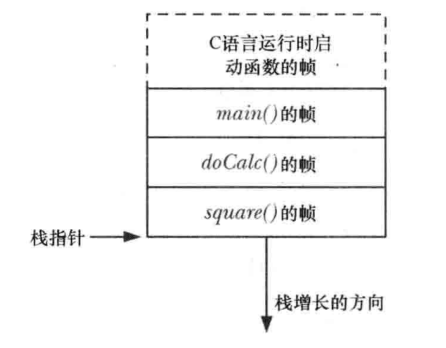 C语言运行时启
动函数的帧
main()的帧
doCalc()的帧
square()的帧
栈指针
栈增长的方向